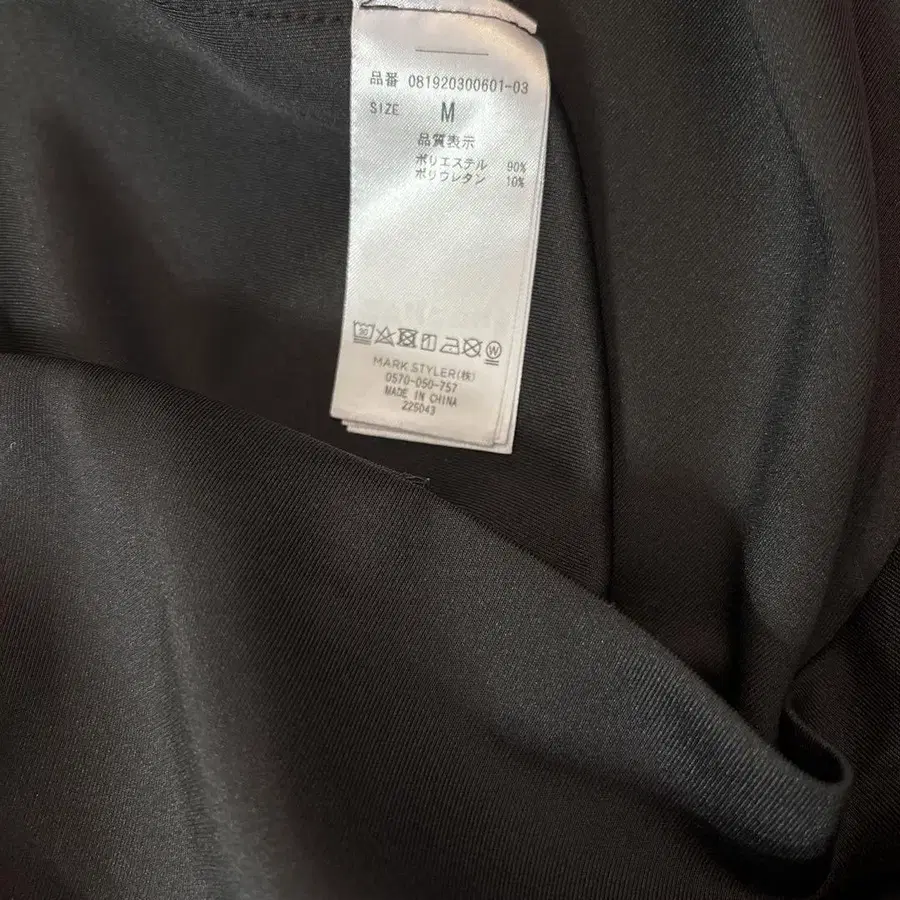 品番 081920300601-03
SIZE M
品質表示
ポリエステル 90%
ポリウレタン 10%
30
W
MARK STYLER(株)
0570-050-757
MADE IN CHINA
225043